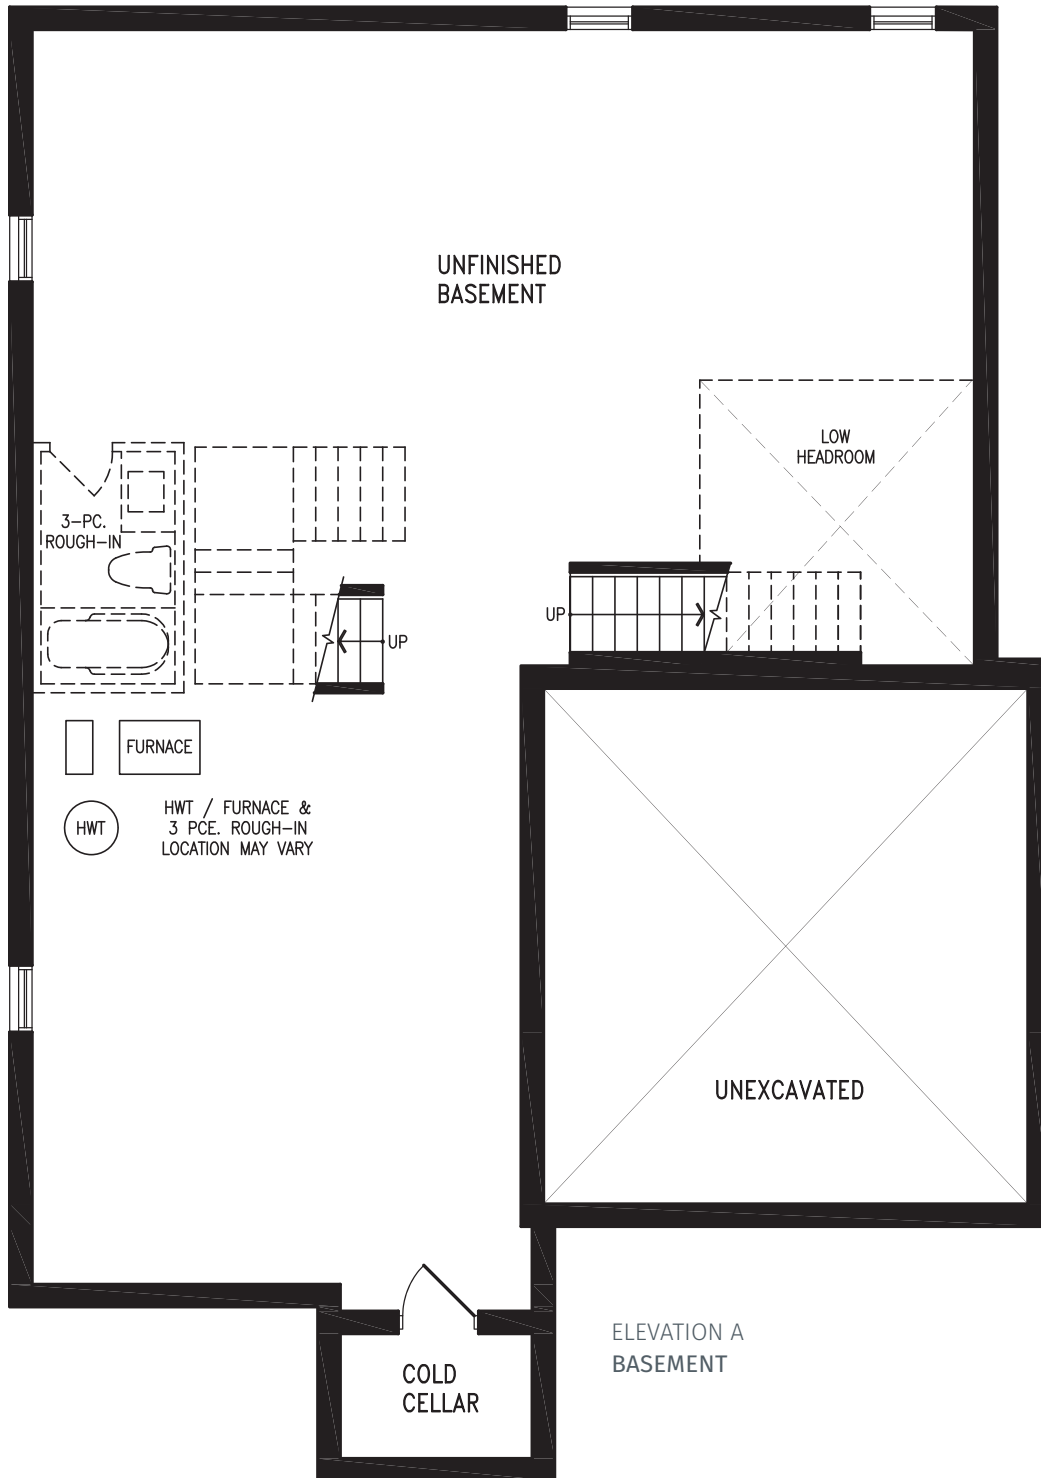 UNFINISHED
BASEMENT
LOW
HEADROOM
3-PC.
ROUGH-IN
UP
UP
FURNACE
HWT
HWT / FURNACE &
3 PCE. ROUGH-IN
LOCATION MAY VARY
UNEXCAVATED
COLD
CELLAR
ELEVATION A
BASEMENT